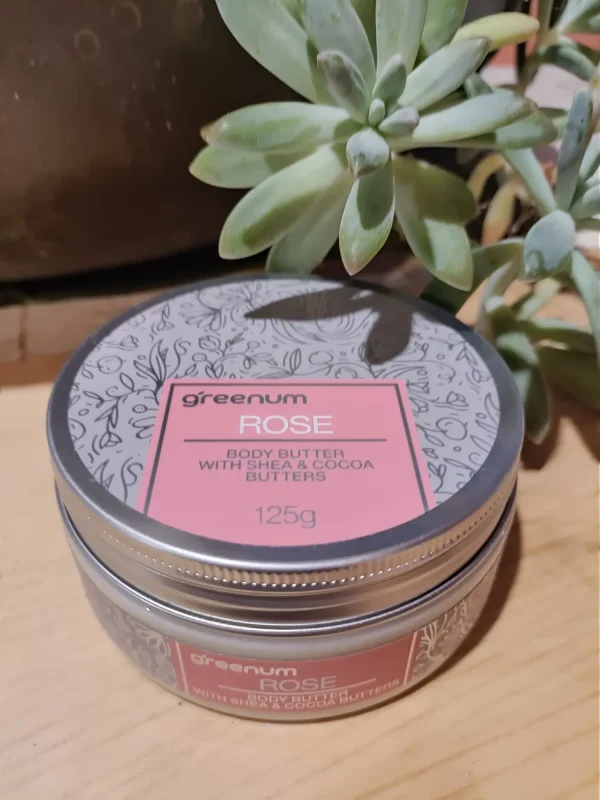 greenum
ROSE
BODY BUTTER
WITH SHEA & COCOA
BUTTERS
125g
greenum
ROSE
BODY BUTTER
WITH SHEA & COCOA BUTTERS